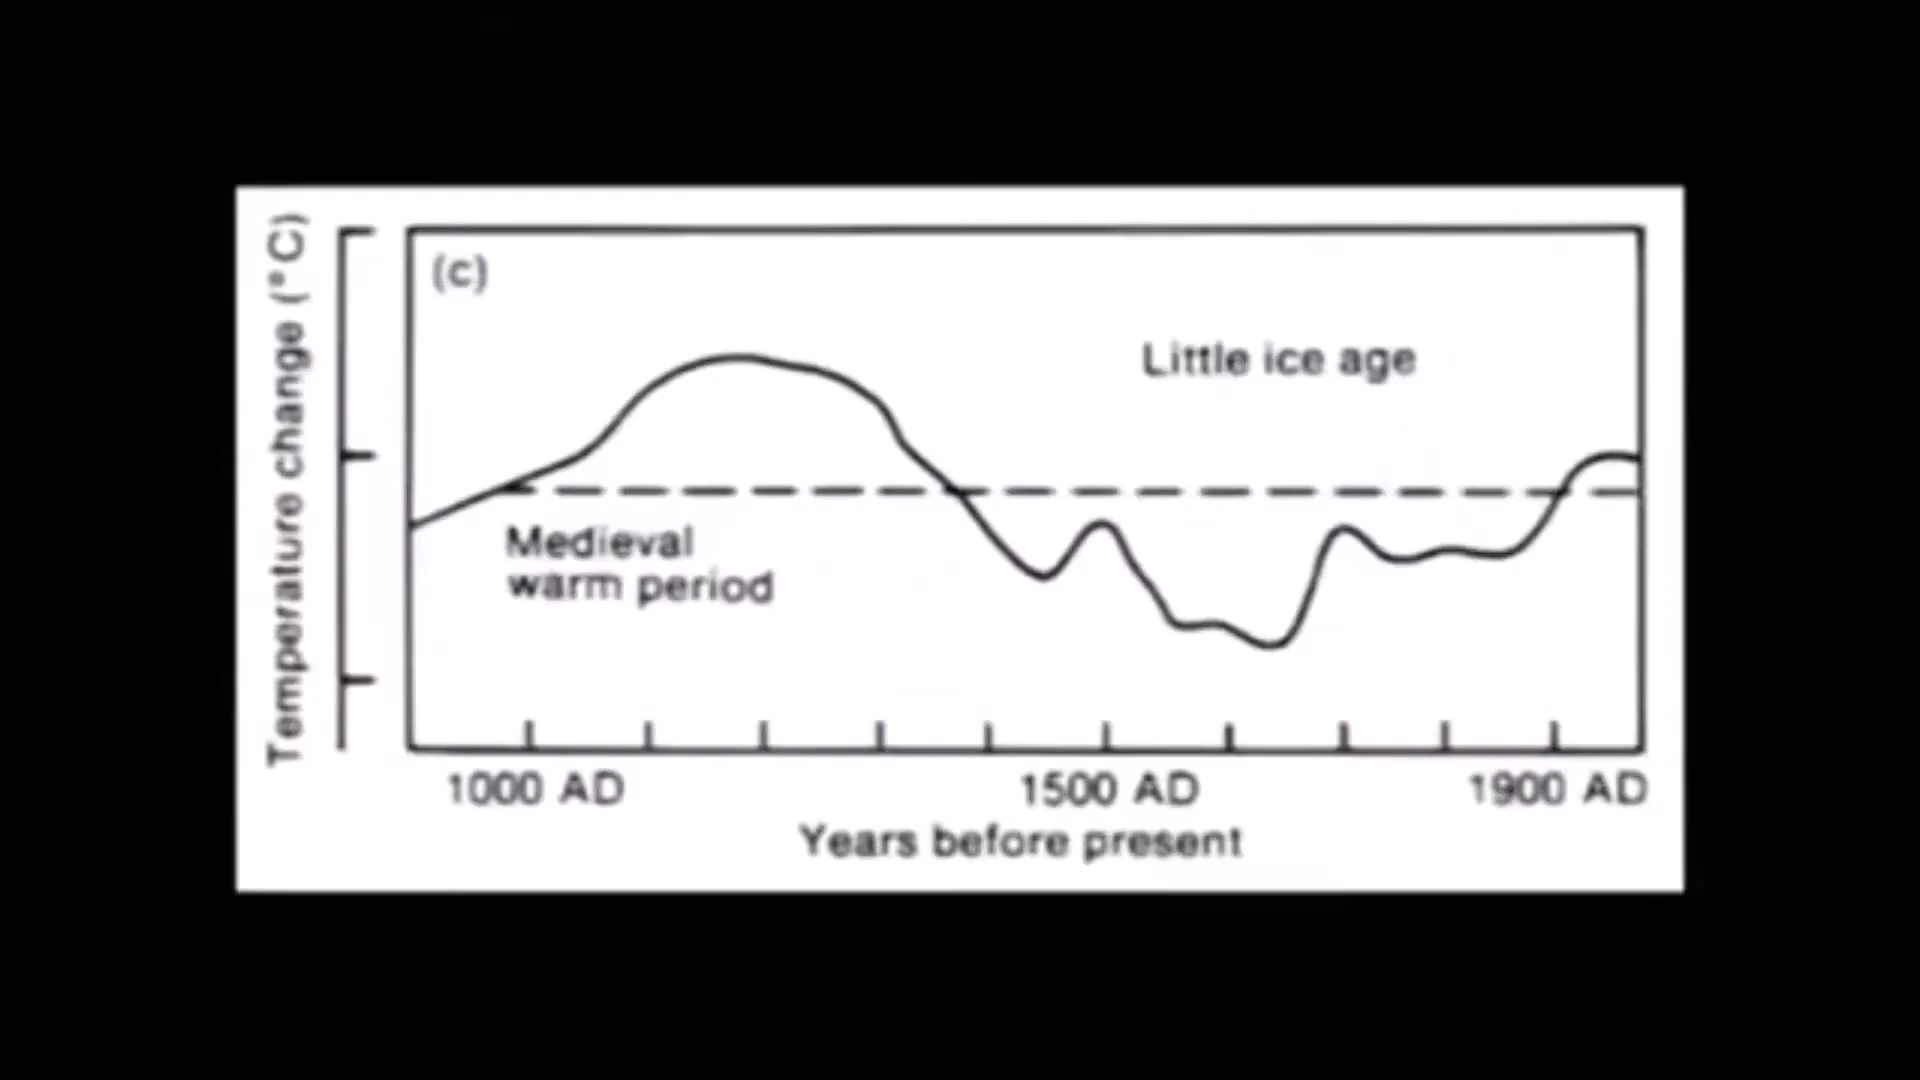 Temperature change (°C)
(c)
Little ice age
Medieval
warm period
1000 AD
1500 AD
1900 AD
Years before present